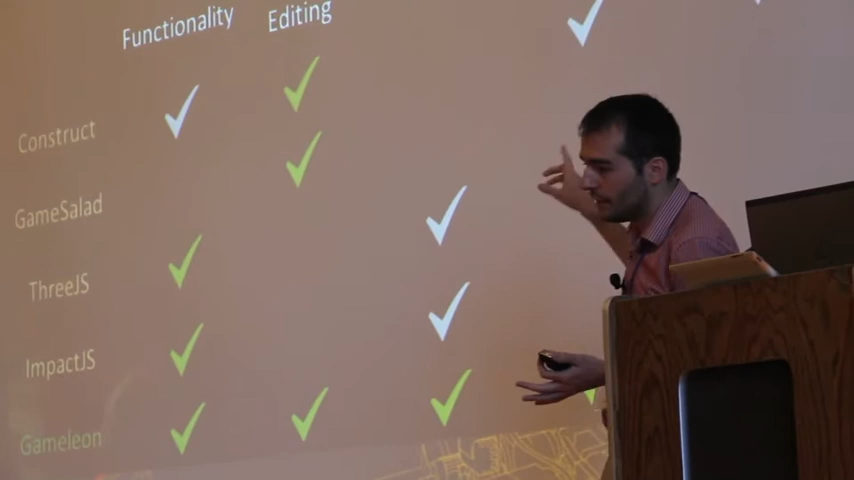 Functionality Editing
Construct
GameSalad
ThreeJS
ImpactJS
Gameleon